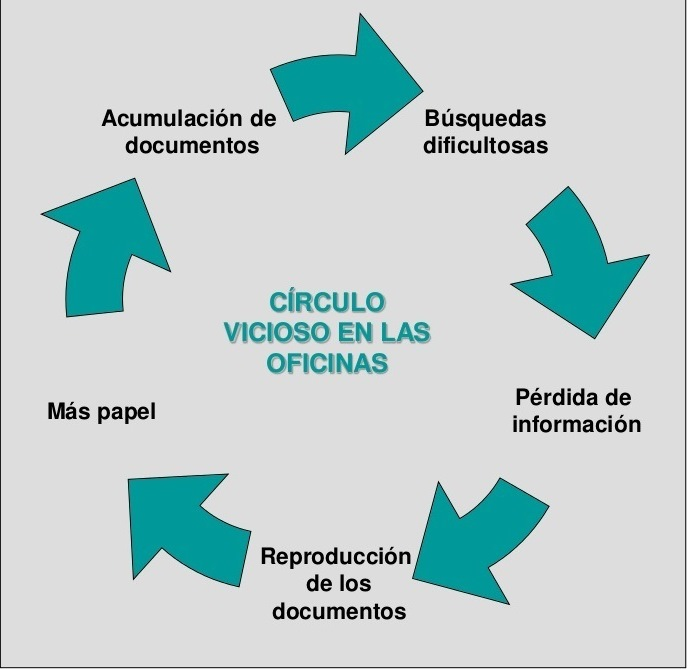 Acumulación de
documentos
Búsquedas
dificultosas
CÍRCULO
VICIOSO EN LAS
OFICINAS
Pérdida de
información
Más papel
Reproducción
de los
documentos